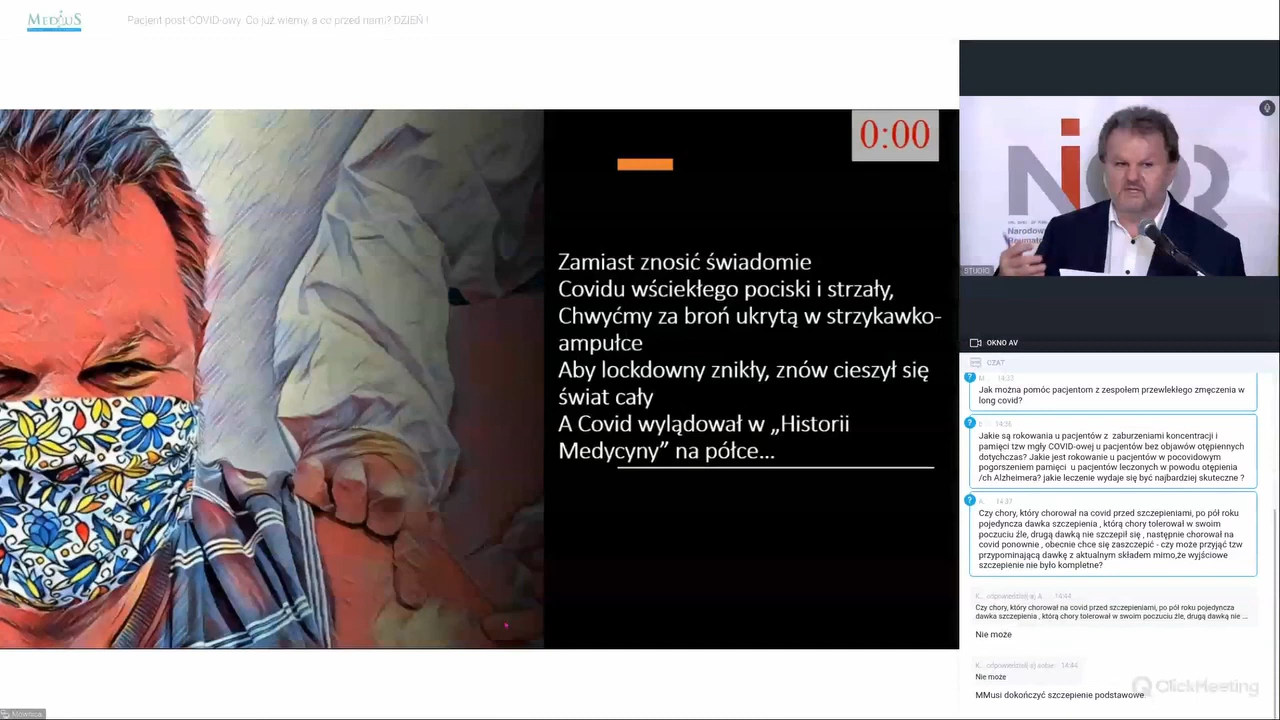 MEDIUS
Pacjent post-COVID-owy. Co już wiemy, a co przed nami? DZIEŃ I
0:00
Zamiast znosić świadomie
Covidu wściekłego pociski i strzały,
Chwyćmy za broń ukrytą w strzykawko-
ampułce
Aby lockdowny znikły, znów cieszył się
świat cały
A Covid wylądował w „Historii
Medycyny” na półce...
Narodow
STUDIO
OKNO AV
CZAT
M 14:33
Jak można pomóc pacjentom z zespołem przewlekłego zmęczenia w
long covid?
14:36
Jakie są rokowania u pacjentów z zaburzeniami koncentracji i
pamięci tzw mgły COVID-owej u pacjentów bez objawów otępiennych
dotychczas? Jakie jest rokowanie u pacjentów w pocovidowym
pogorszeniem pamięci u pacjentów leczonych w powodu otępienia
/ch Alzheimera? jakie leczenie wydaje się być najbardziej skuteczne ?
A. 14:37
Czy chory, który chorował na covid przed szczepieniami, po pół roku
pojedyncza dawka szczepienia , którą chory tolerował w swoim
poczuciu źle, drugą dawką nie szczepił się , następnie chorował na
covid ponownie , obecnie chce się zaszczepić - czy może przyjąć tzw
przypominającą dawkę z aktualnym składem mimo,że wyjściowe
szczepienie nie było kompletne?
K. odpowiedział(a) A. 14:44
Czy chory, który chorował na covid przed szczepieniami, po pół roku pojedyncza
dawka szczepienia , którą chory tolerował w swoim poczuciu źle, drugą dawką nie ...
Nie może
K. odpowiedział(a) sobie: 14:44
Nie może
MMusi dokończyć szczepienie podstawowe
ClickMeeting
Mównica